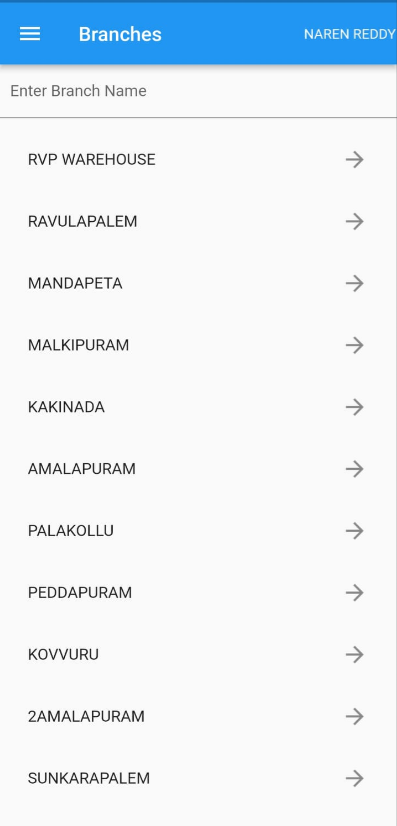 Branches
NAREN REDDY
Enter Branch Name
RVP WAREHOUSE
RAVULAPALEM
MANDAPETA
MALKIPURAM
KAKINADA
AMALAPURAM
PALAKOLLU
PEDDAPURAM
KOVVURU
2AMALAPURAM
SUNKARAPALEM